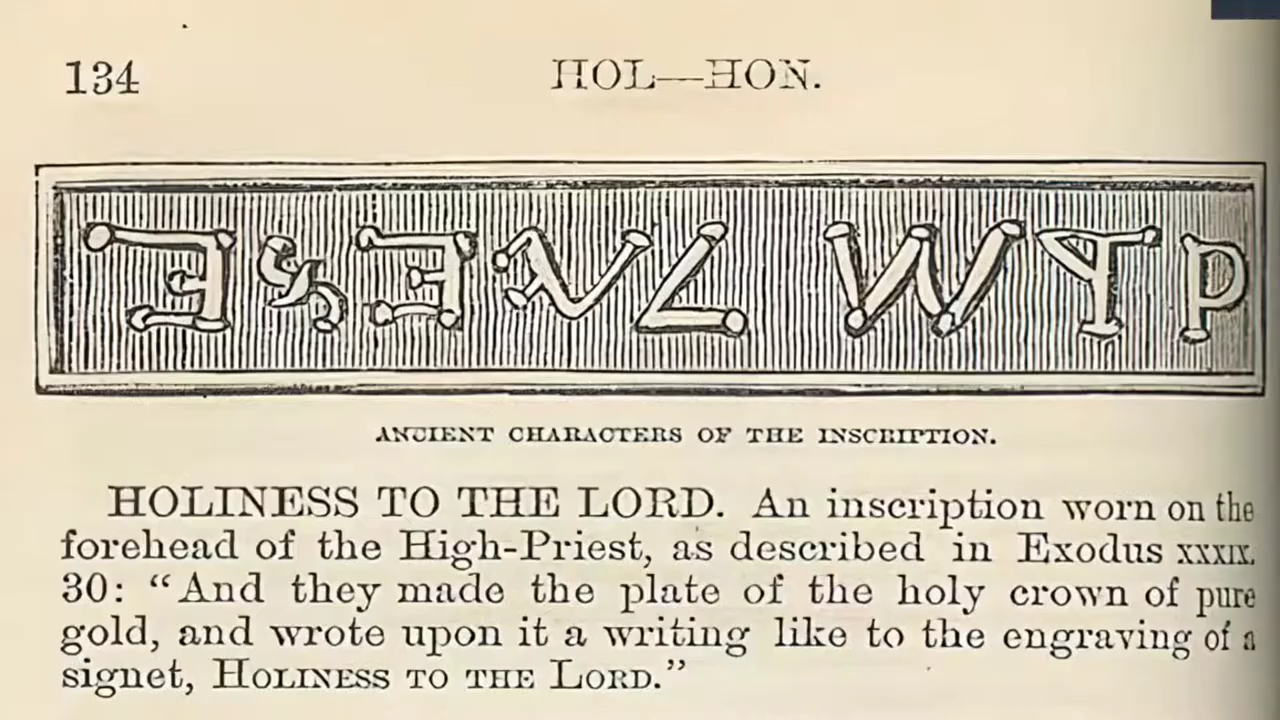 134 HOL—HON.
𐤒𐤃𐤔 𐤋𐤉𐤄𐤅𐤄
ANCIENT CHARACTERS OF THE INSCRIPTION.
HOLINESS TO THE LORD. An inscription worn on the
forehead of the High-Priest, as described in Exodus XXXIX.
30: “And they made the plate of the holy crown of pure
gold, and wrote upon it a writing like to the engraving of a
signet, HOLINESS TO THE LORD.”